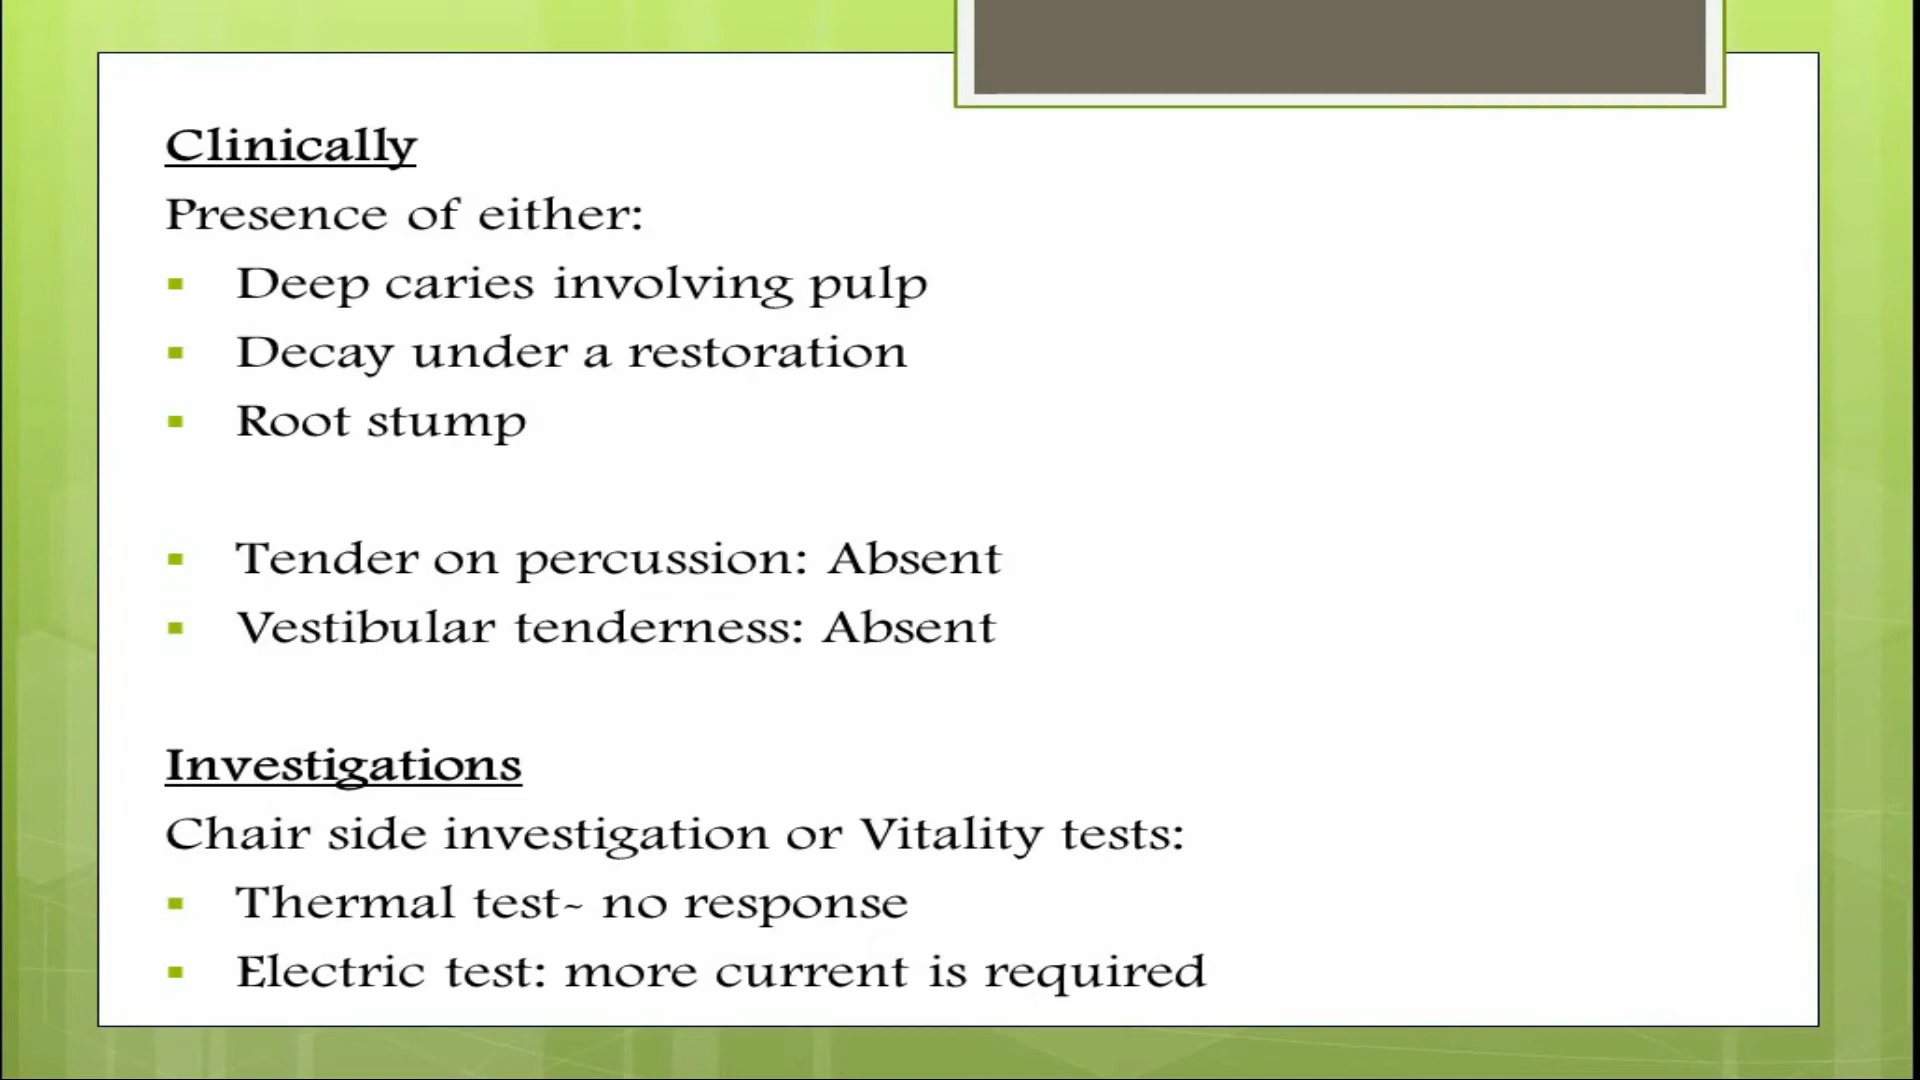 Clinically
Presence of either:
▪ Deep caries involving pulp
▪ Decay under a restoration
▪ Root stump
▪ Tender on percussion: Absent
▪ Vestibular tenderness: Absent
Investigations
Chair side investigation or Vitality tests:
▪ Thermal test- no response
▪ Electric test: more current is required